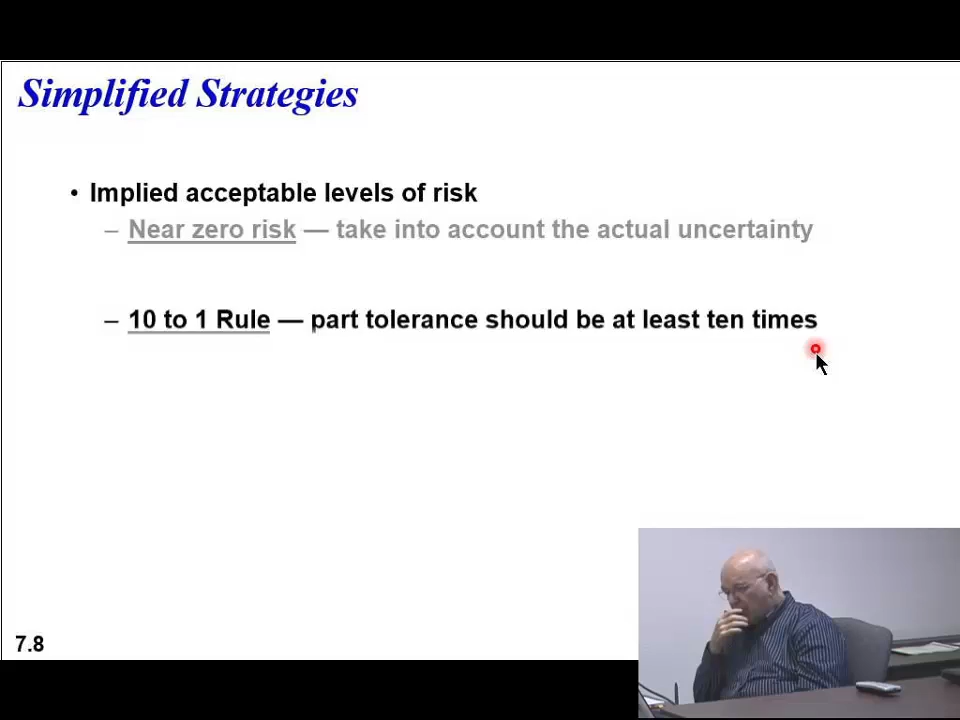 Simplified Strategies
• Implied acceptable levels of risk
– Near zero risk — take into account the actual uncertainty
– 10 to 1 Rule — part tolerance should be at least ten times
7.8